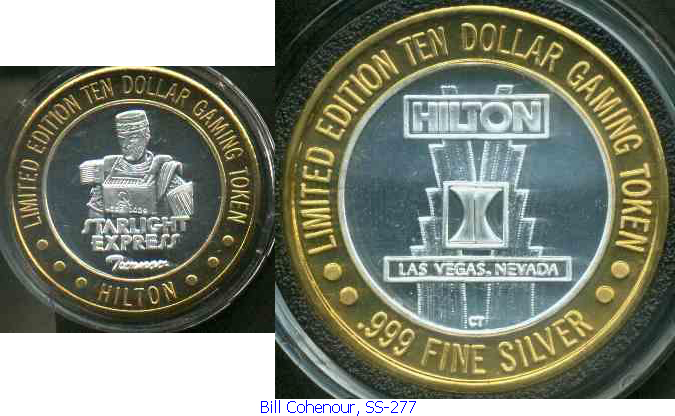 LIMITED EDITION TEN DOLLAR GAMING TOKEN
STARLIGHT
EXPRESS
HILTON
LIMITED EDITION TEN DOLLAR GAMING TOKEN
HILTON
LAS VEGAS, NEVADA
CT
.999 FINE SILVER
Bill Cohenour, SS-277